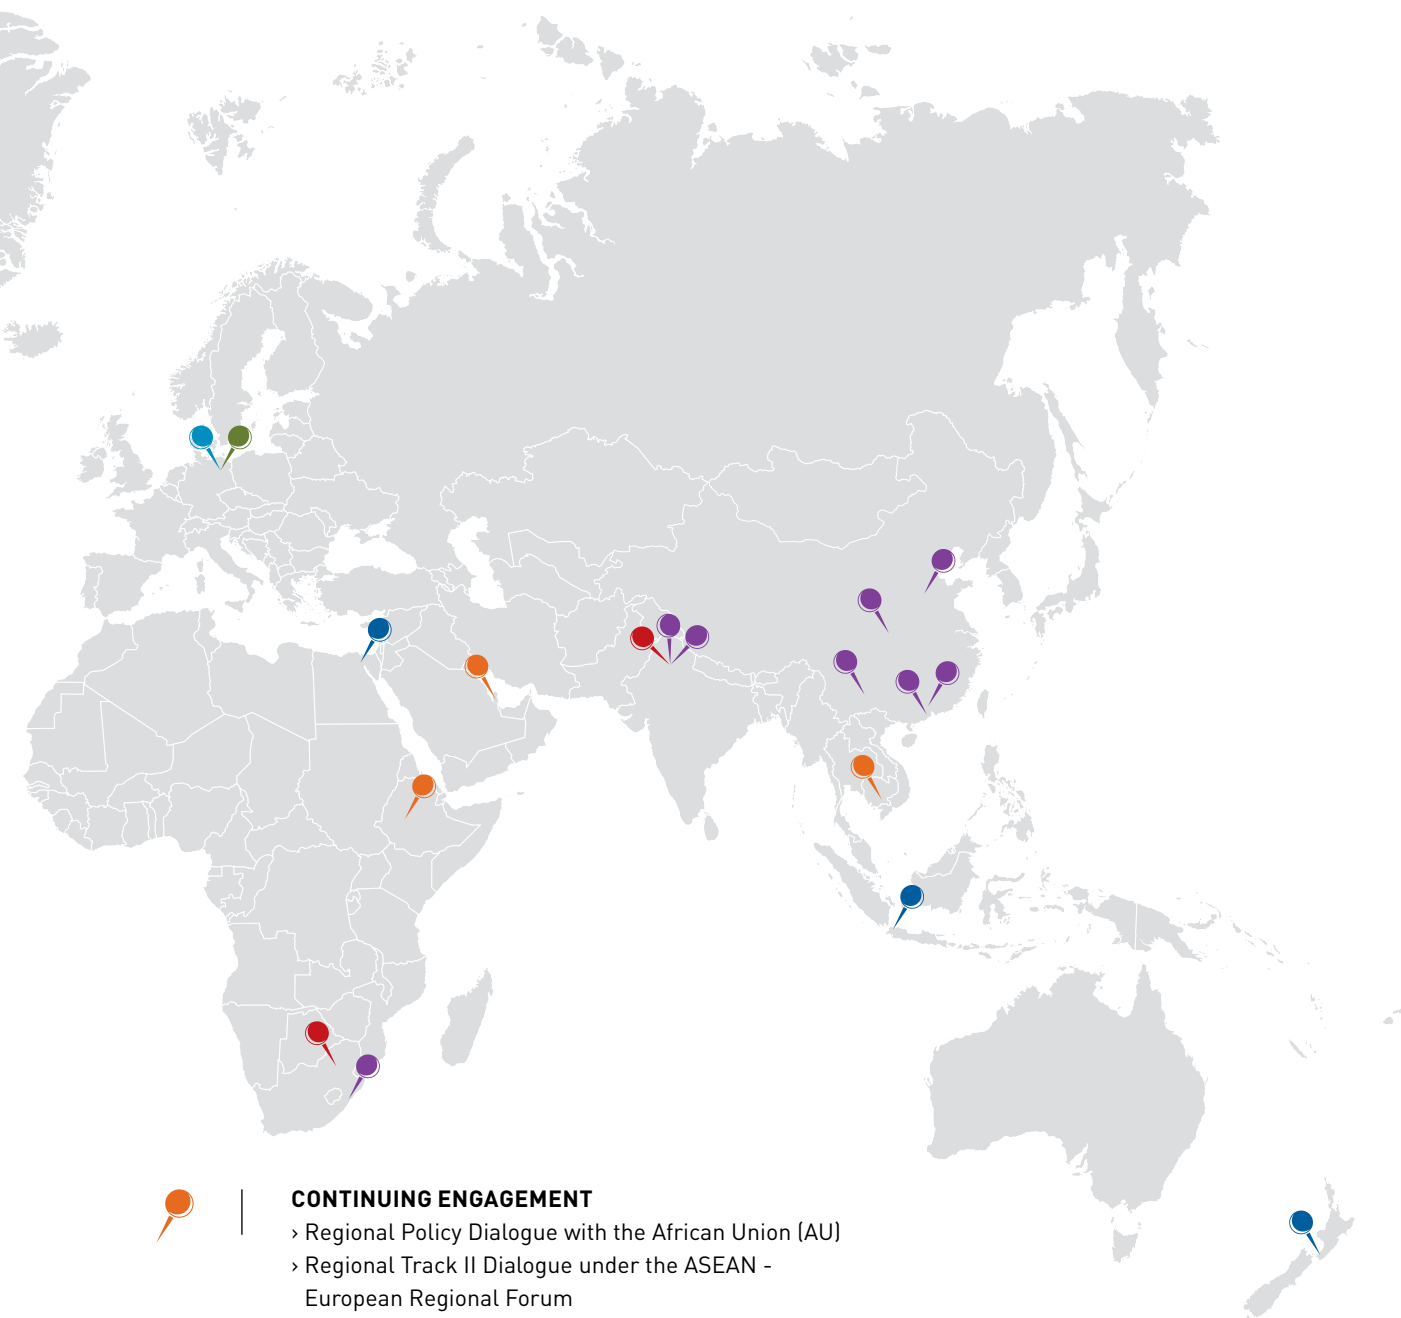 CONTINUING ENGAGEMENT
› Regional Policy Dialogue with the African Union (AU)
› Regional Track II Dialogue under the ASEAN -
European Regional Forum